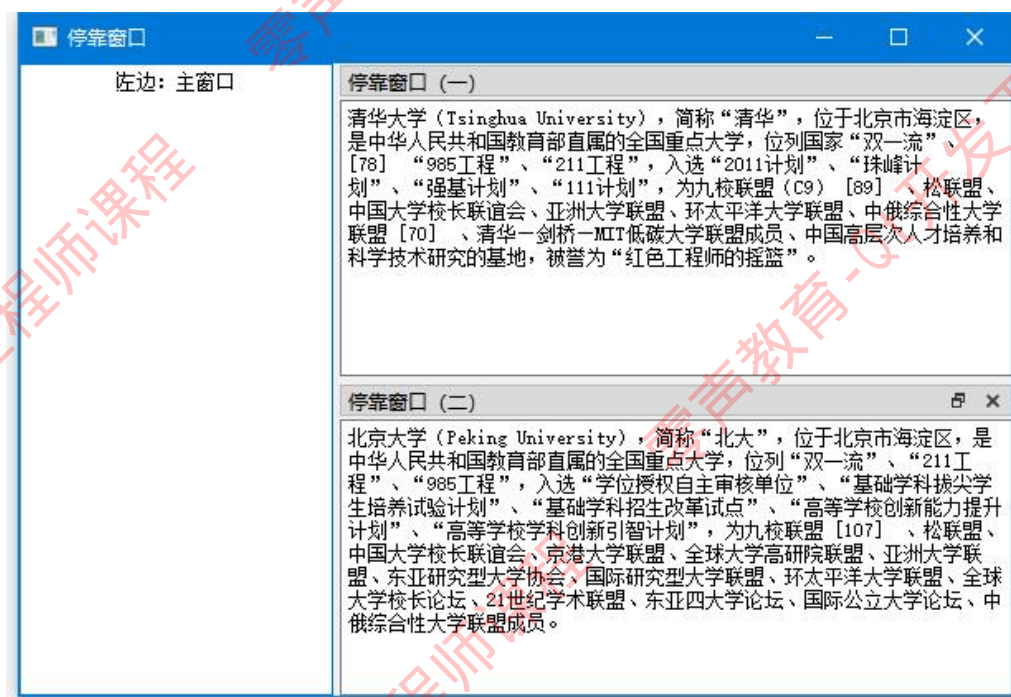 停靠窗口
左边：主窗口
停靠窗口（一）
清华大学（Tsinghua University），简称“清华”，位于北京市海淀区，
是中华人民共和国教育部直属的全国重点大学，位列国家“双一流”、
[78] “985工程”、“211工程”，入选“2011计划”、“珠峰计
划”、“强基计划”、“111计划”，为九校联盟（C9）[89] 、松联盟、
中国大学校长联谊会、亚洲大学联盟、环太平洋大学联盟、中俄综合性大学
联盟 [70] 、清华—剑桥—MIT低碳大学联盟成员、中国高层次人才培养和
科学技术研究的基地，被誉为“红色工程师的摇篮”。
停靠窗口（二）
北京大学（Peking University），简称“北大”，位于北京市海淀区，是
中华人民共和国教育部直属的全国重点大学，位列“双一流”、“211工
程”、“985工程”，入选“学位授权自主审核单位”、“基础学科拔尖学
生培养试验计划”、“基础学科招生改革试点”、“高等学校创新能力提升
计划”、“高等学校学科创新引智计划”，为九校联盟 [107] 、松联盟、
中国大学校长联谊会、京港大学联盟、全球大学高研院联盟、亚洲大学联
盟、东亚研究型大学协会、国际研究型大学联盟、环太平洋大学联盟、全球
大学校长论坛、21世纪学术联盟、东亚四大学论坛、国际公立大学论坛、中
俄综合性大学联盟成员。
零声教育-Qt开发工
程师课程
工程师课程
零声